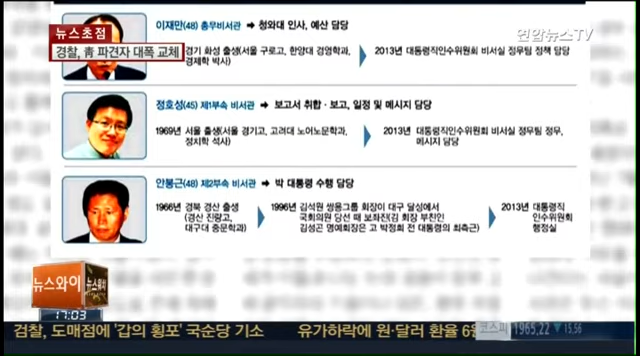 뉴스초점
경찰, 靑 파견자 대폭 교체
연합뉴스TV
이재만(48) 총무비서관 → 청와대 인사, 예산 담당
경기 화성 출생(서울 구로고, 한양대 경영학과,
경제학 박사)
2013년 대통령직인수위원회 비서실 정무팀 정책 담당
정호성(45) 제1부속 비서관 → 보고서 취합·보고, 일정 및 메시지 담당
1969년 서울 출생(서울 경기고, 고려대 노어노문학과,
정치학 석사)
2013년 대통령직인수위원회 비서실 정무팀 정무,
메시지 담당
안봉근(48) 제2부속 비서관 → 박 대통령 수행 담당
1966년 경북 경산 출생
(경산 진량고,
대구대 중문학과)
1996년 김석원 쌍용그룹 회장이 대구 달성에서
국회의원 당선 때 보좌진(김 회장 부친인
김성곤 명예회장은 고 박정희 전 대통령의 최측근)
2013년 대통령직
인수위원회
행정실
뉴스와이
뉴스특보
17:03
검찰, 도매점에 '갑의 횡포' 국순당 기소
유가하락에 원·달러 환율 6원
코스피 1965.22 ▼ 15.56